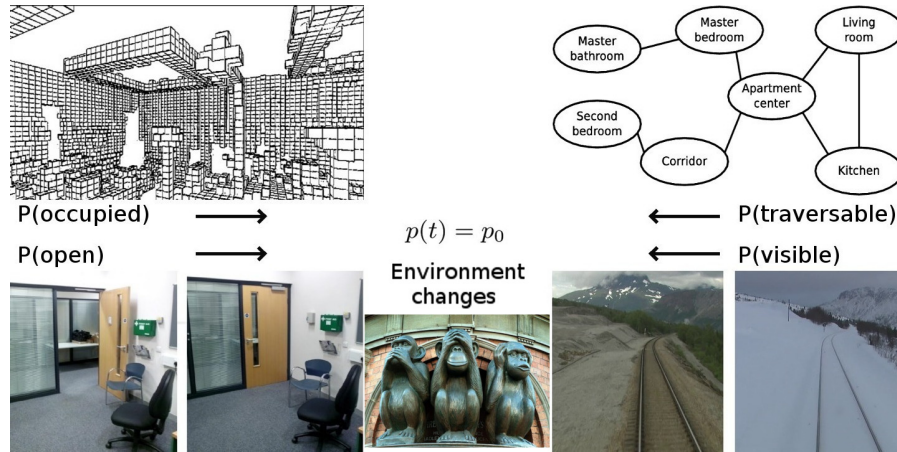 Master
bathroom
Master
bedroom
Living
room
Apartment
center
Second
bedroom
Corridor
Kitchen
P(occupied)
P(traversable)
p(t) = p₀
P(open)
P(visible)
Environment
changes